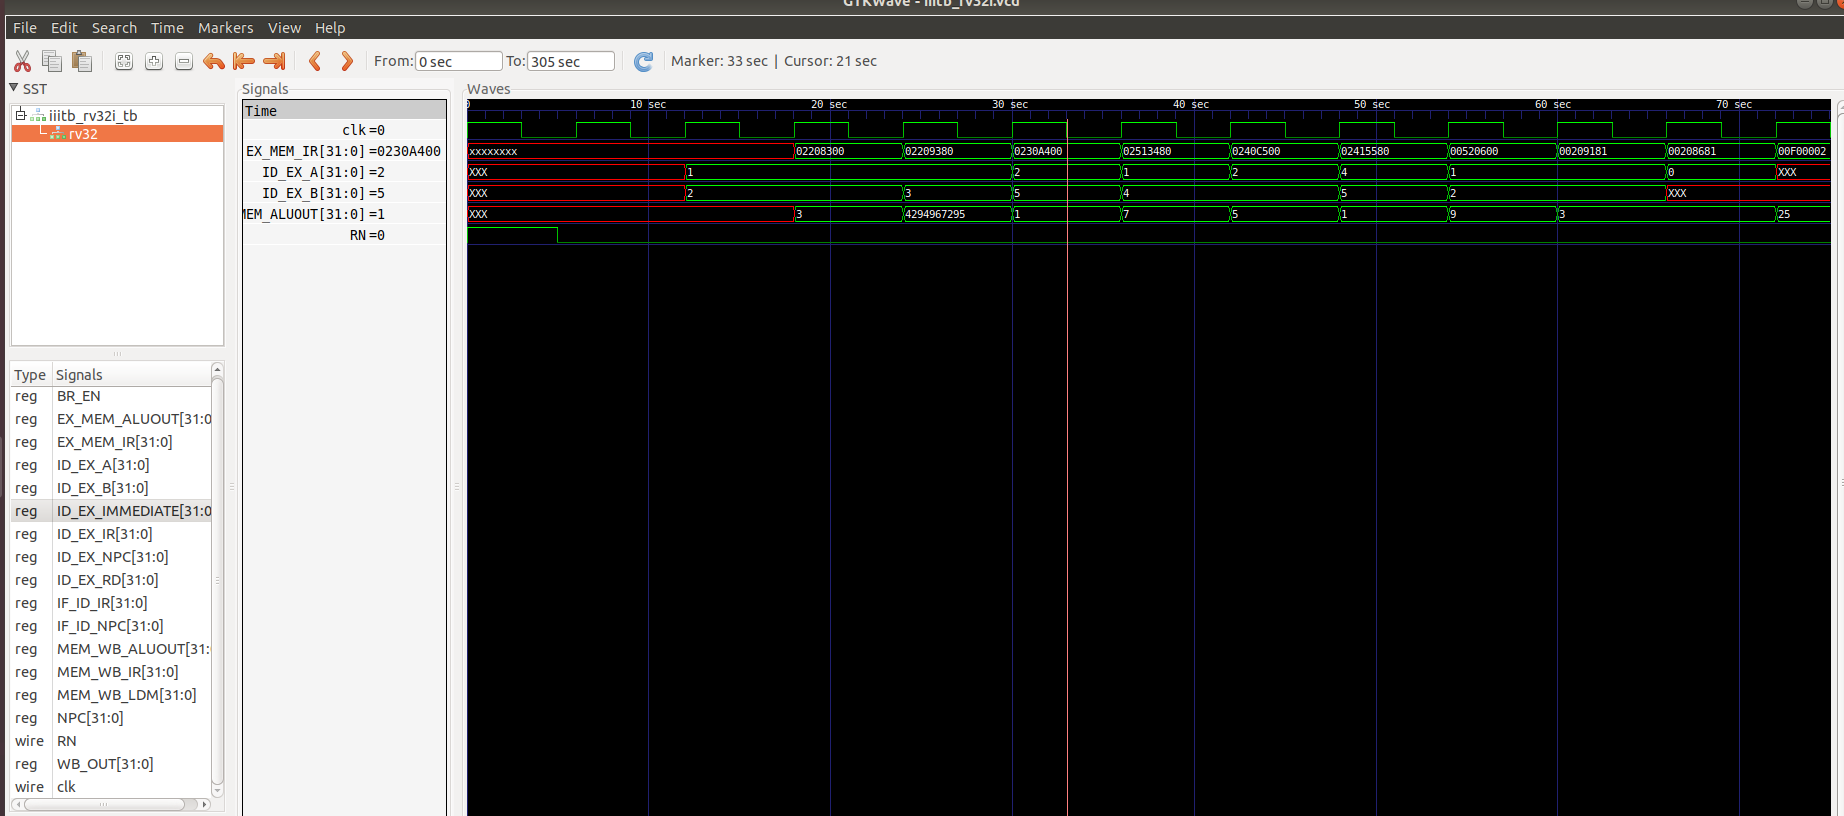 GTKWave - iiitb_rv32i.vcd
File Edit Search Time Markers View Help
From: 0 sec To: 305 sec Marker: 33 sec | Cursor: 21 sec
SST
iiitb_rv32i_tb
rv32
Type Signals
reg BR_EN
reg EX_MEM_ALUOUT[31:0
reg EX_MEM_IR[31:0]
reg ID_EX_A[31:0]
reg ID_EX_B[31:0]
reg ID_EX_IMMEDIATE[31:0
reg ID_EX_IR[31:0]
reg ID_EX_NPC[31:0]
reg ID_EX_RD[31:0]
reg IF_ID_IR[31:0]
reg IF_ID_NPC[31:0]
reg MEM_WB_ALUOUT[31:
reg MEM_WB_IR[31:0]
reg MEM_WB_LDM[31:0]
reg NPC[31:0]
wire RN
reg WB_OUT[31:0]
wire clk
Signals
Time
clk =0
EX_MEM_IR[31:0] =0230A400
ID_EX_A[31:0] =2
ID_EX_B[31:0] =5
MEM_ALUOUT[31:0] =1
RN =0
Waves
0 10 sec 20 sec 30 sec 40 sec 50 sec 60 sec 70 sec
xxxxxxxx 02208300 02209380 0230A400 02513480 0240C500 02415580 00520600 00209181 00208681 00F00002
XXX 1 2 1 2 4 1 0 XXX
XXX 2 3 5 4 5 2 XXX
XXX 3 4294967295 1 7 5 1 9 3 25